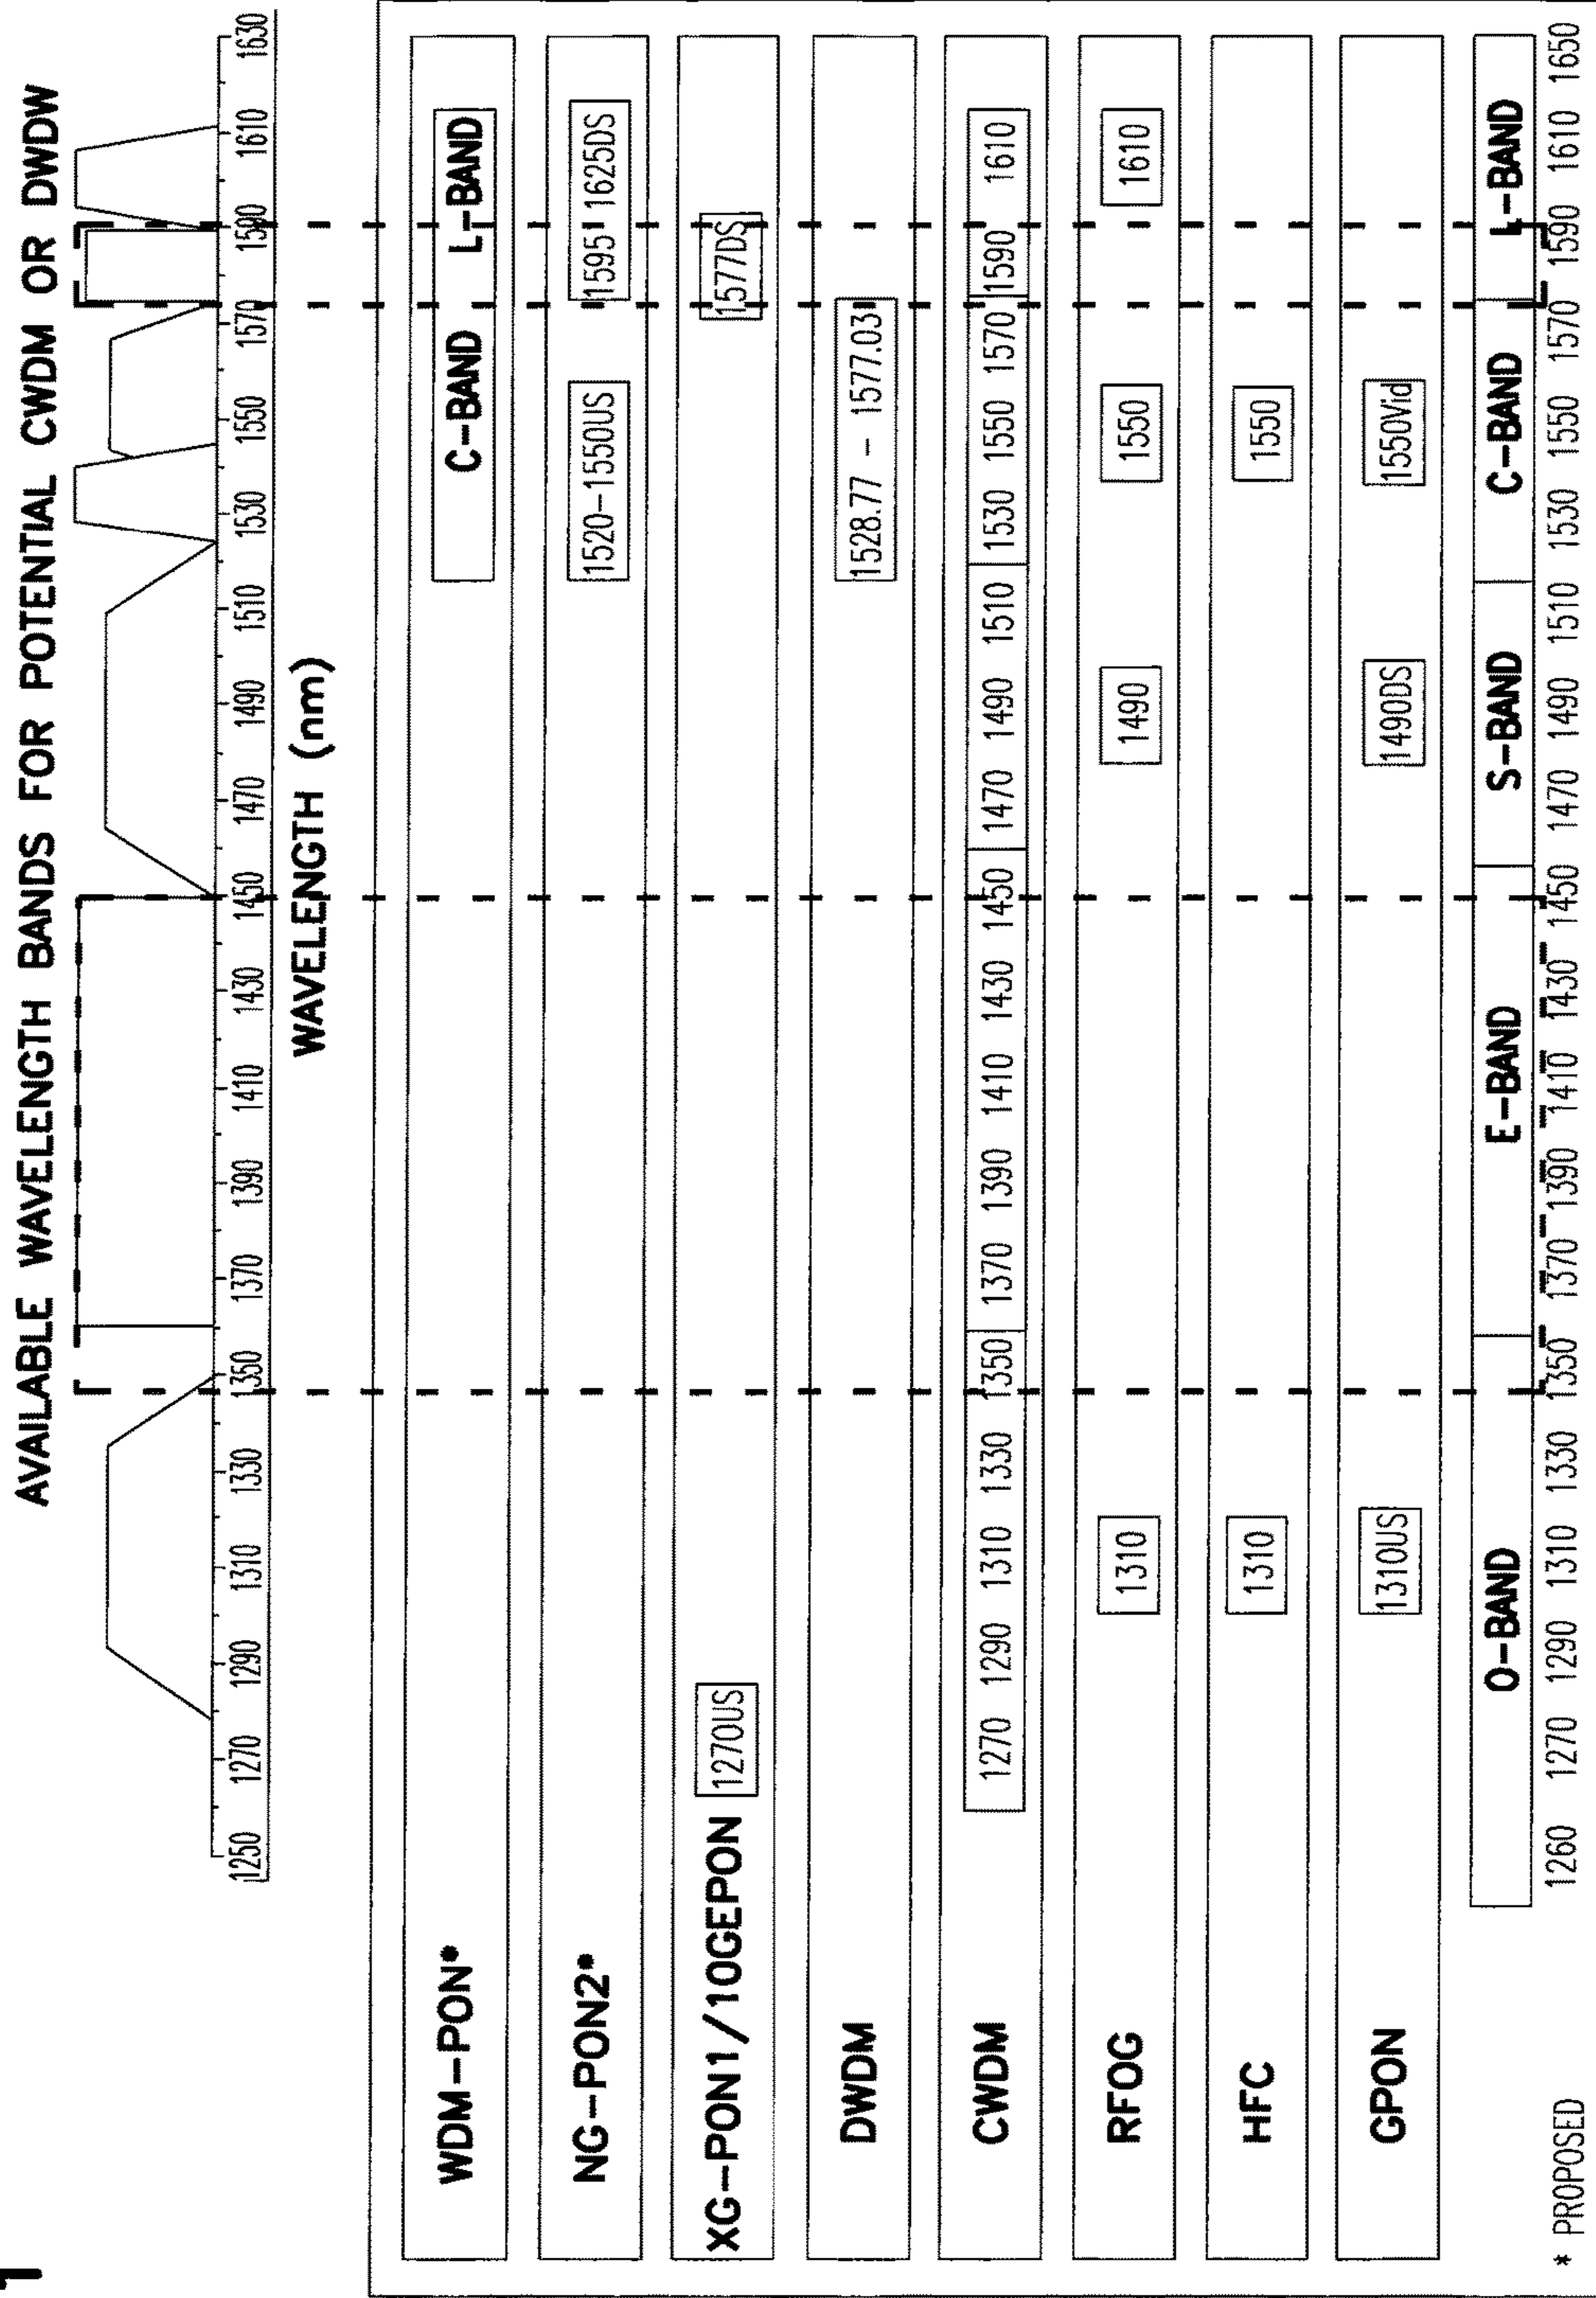 1
AVAILABLE WAVELENGTH BANDS FOR POTENTIAL CWDM OR DWDW
1250 1270 1290 1310 1330 1350 1370 1390 1410 1430 1450 1470 1490 1510 1530 1550 1570 1590 1610 1630
WAVELENGTH (nm)
WDM-PON* C-BAND L-BAND
NG-PON2* 1520-1550US 1595 1625DS
XG-PON1/10GEPON 1270US 1577DS
DWDM 1528.77 - 1577.03
CWDM 1270 1290 1310 1330 1350 1370 1390 1410 1430 1450 1470 1490 1510 1530 1550 1570 1590 1610
RFOG 1310 1490 1550 1610
HFC 1310 1550
GPON 1310US 1490DS 1550Vid
O-BAND E-BAND S-BAND C-BAND L-BAND
1260 1270 1290 1310 1330 1350 1370 1390 1410 1430 1450 1470 1490 1510 1530 1550 1570 1590 1610 1650
* PROPOSED